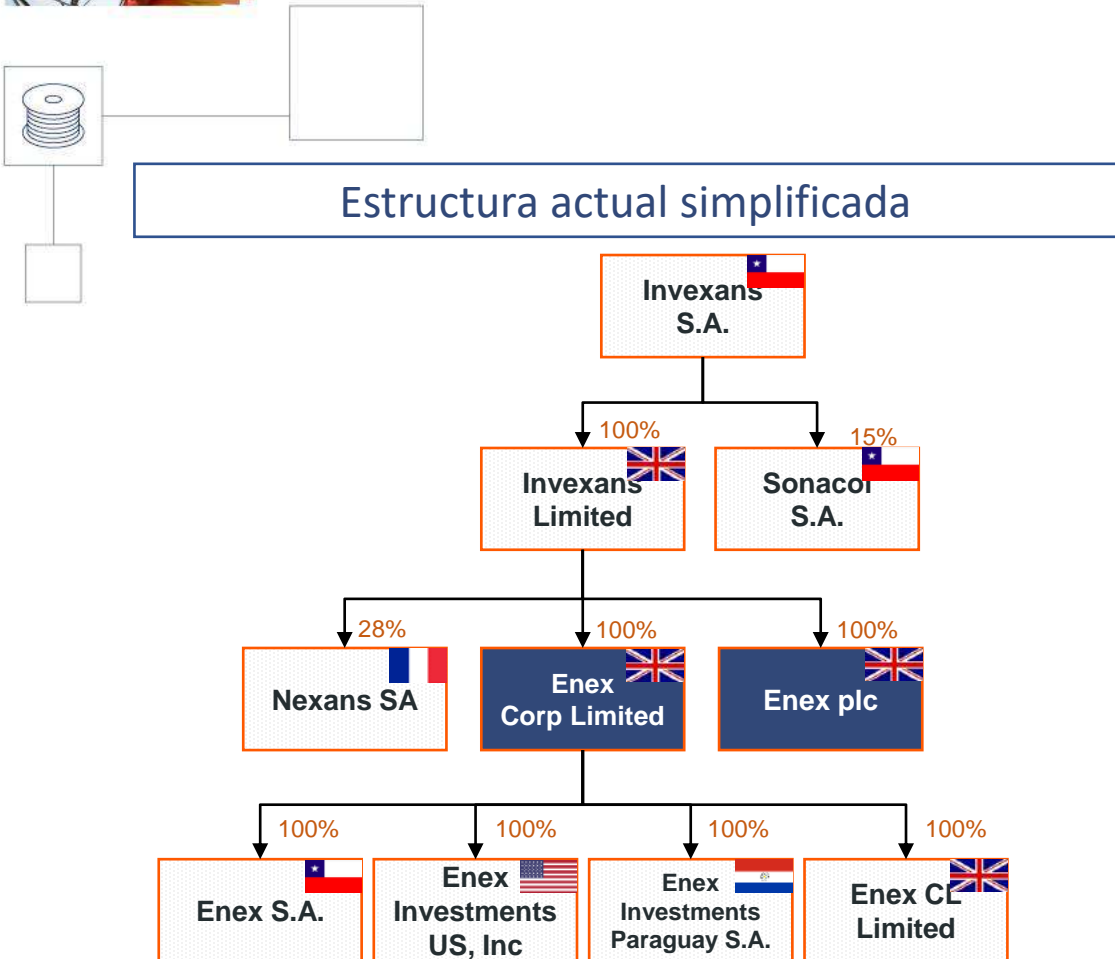 Estructura actual simplificada
Invexans
S.A.
100%
15%
Invexans
Limited
Sonacol
S.A.
28%
100%
100%
Nexans SA
Enex
Corp Limited
Enex plc
100%
100%
100%
100%
Enex S.A.
Enex
Investments
US, Inc
Enex
Investments
Paraguay S.A.
Enex CL
Limited